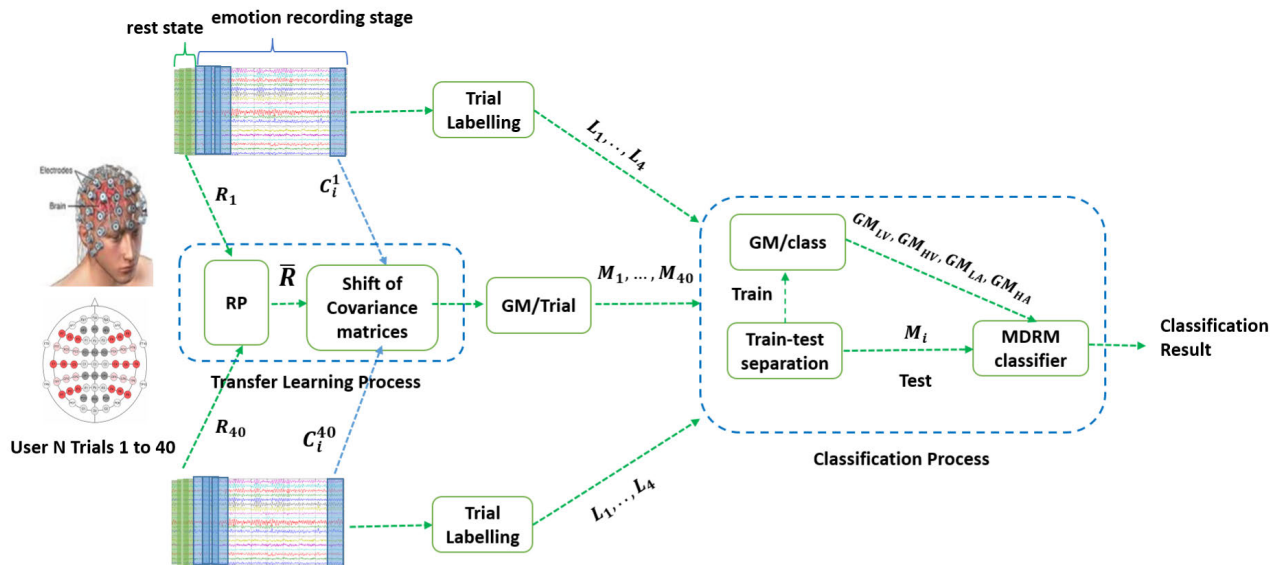 rest state
emotion recording stage
Trial
Labelling
L₁,..,L₄
Electrodes
Brain
R₁
C_i^1
RP
R̅
Shift of
Covariance
matrices
Transfer Learning Process
GM/Trial
M₁, …, M₄₀
GM/class
GM_LV, GM_HV, GM_LA, GM_HA
Train
Train-test
separation
M_i
Test
MDRM
classifier
Classification
Result
Classification Process
User N Trials 1 to 40
R₄₀
C_i^40
Trial
Labelling
L₁,..,L₄